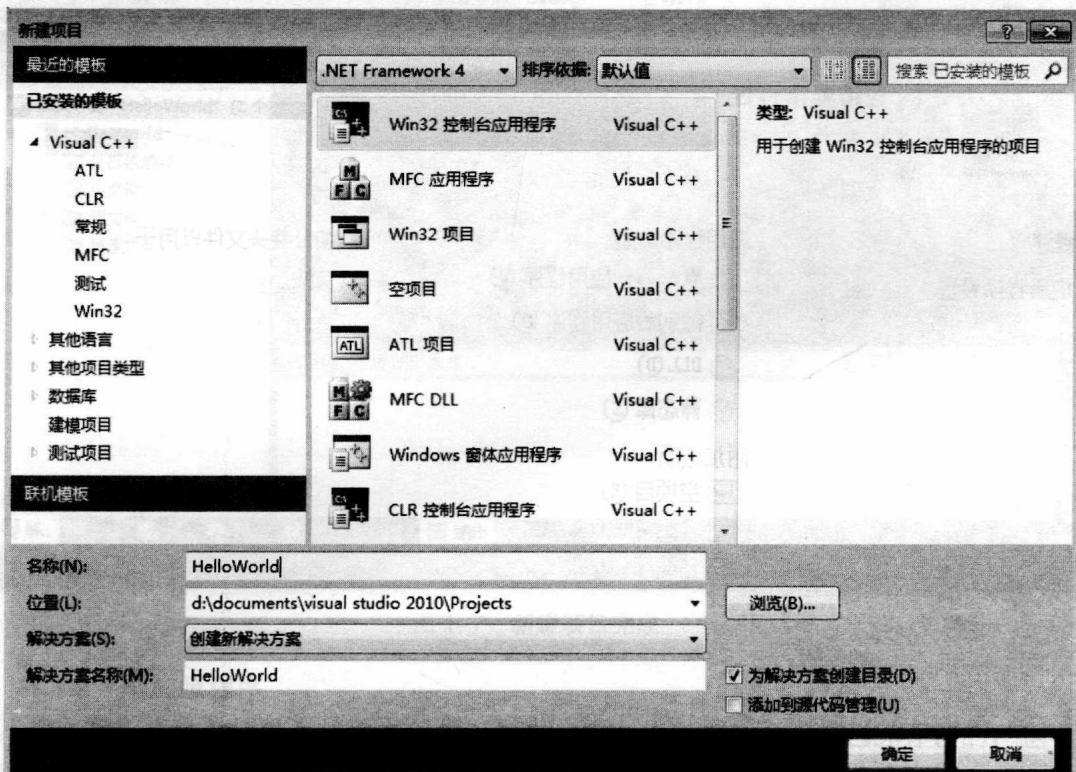 新建项目
最近的模板
.NET Framework 4
排序依据: 默认值
搜索 已安装的模板
已安装的模板
Visual C++
ATL
CLR
常规
MFC
测试
Win32
其他语言
其他项目类型
数据库
建模项目
测试项目
联机模板
Win32 控制台应用程序 Visual C++
MFC 应用程序 Visual C++
Win32 项目 Visual C++
空项目 Visual C++
ATL 项目 Visual C++
MFC DLL Visual C++
Windows 窗体应用程序 Visual C++
CLR 控制台应用程序 Visual C++
类型: Visual C++
用于创建 Win32 控制台应用程序的项目
名称(N): HelloWorld
位置(L): d:\documents\visual studio 2010\Projects
浏览(B)...
解决方案(S): 创建新解决方案
解决方案名称(M): HelloWorld
为解决方案创建目录(D)
添加到源代码管理(U)
确定 取消